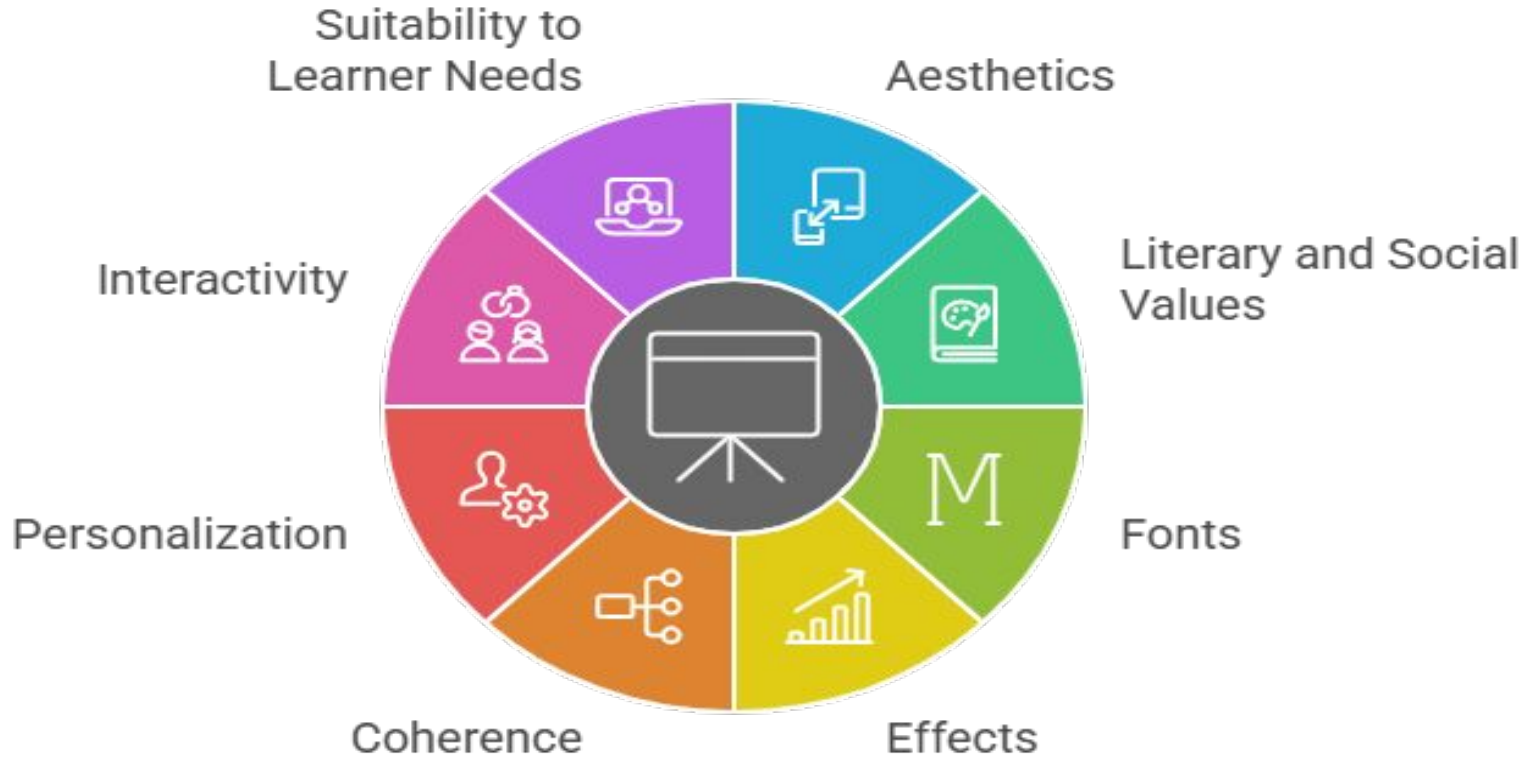 Suitability to
Learner Needs
Aesthetics
Interactivity
Literary and Social
Values
M
Personalization
Fonts
Coherence
Effects